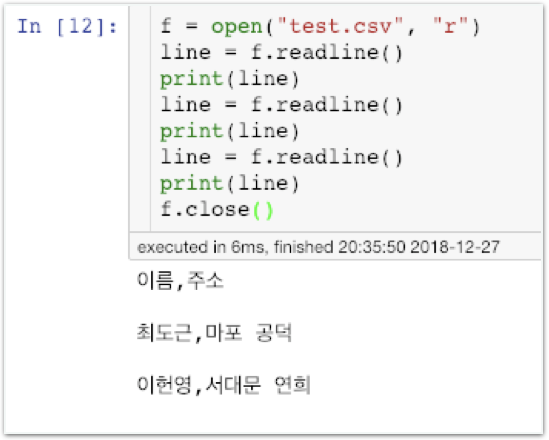 In [12]:
f = open("test.csv", "r")
line = f.readline()
print(line)
line = f.readline()
print(line)
line = f.readline()
print(line)
f.close()
executed in 6ms, finished 20:35:50 2018-12-27
이름,주소
최도근,마포 공덕
이헌영,서대문 연희